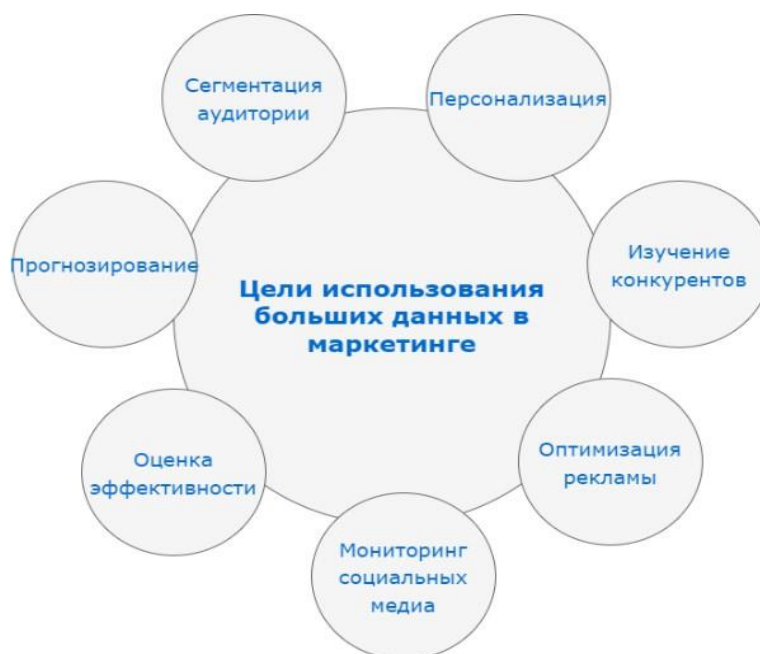 Сегментация
аудитории
Персонализация
Прогнозирование
Изучение
конкурентов
Цели использования
больших данных в
маркетинге
Оценка
эффективности
Оптимизация
рекламы
Мониторинг
социальных
медиа